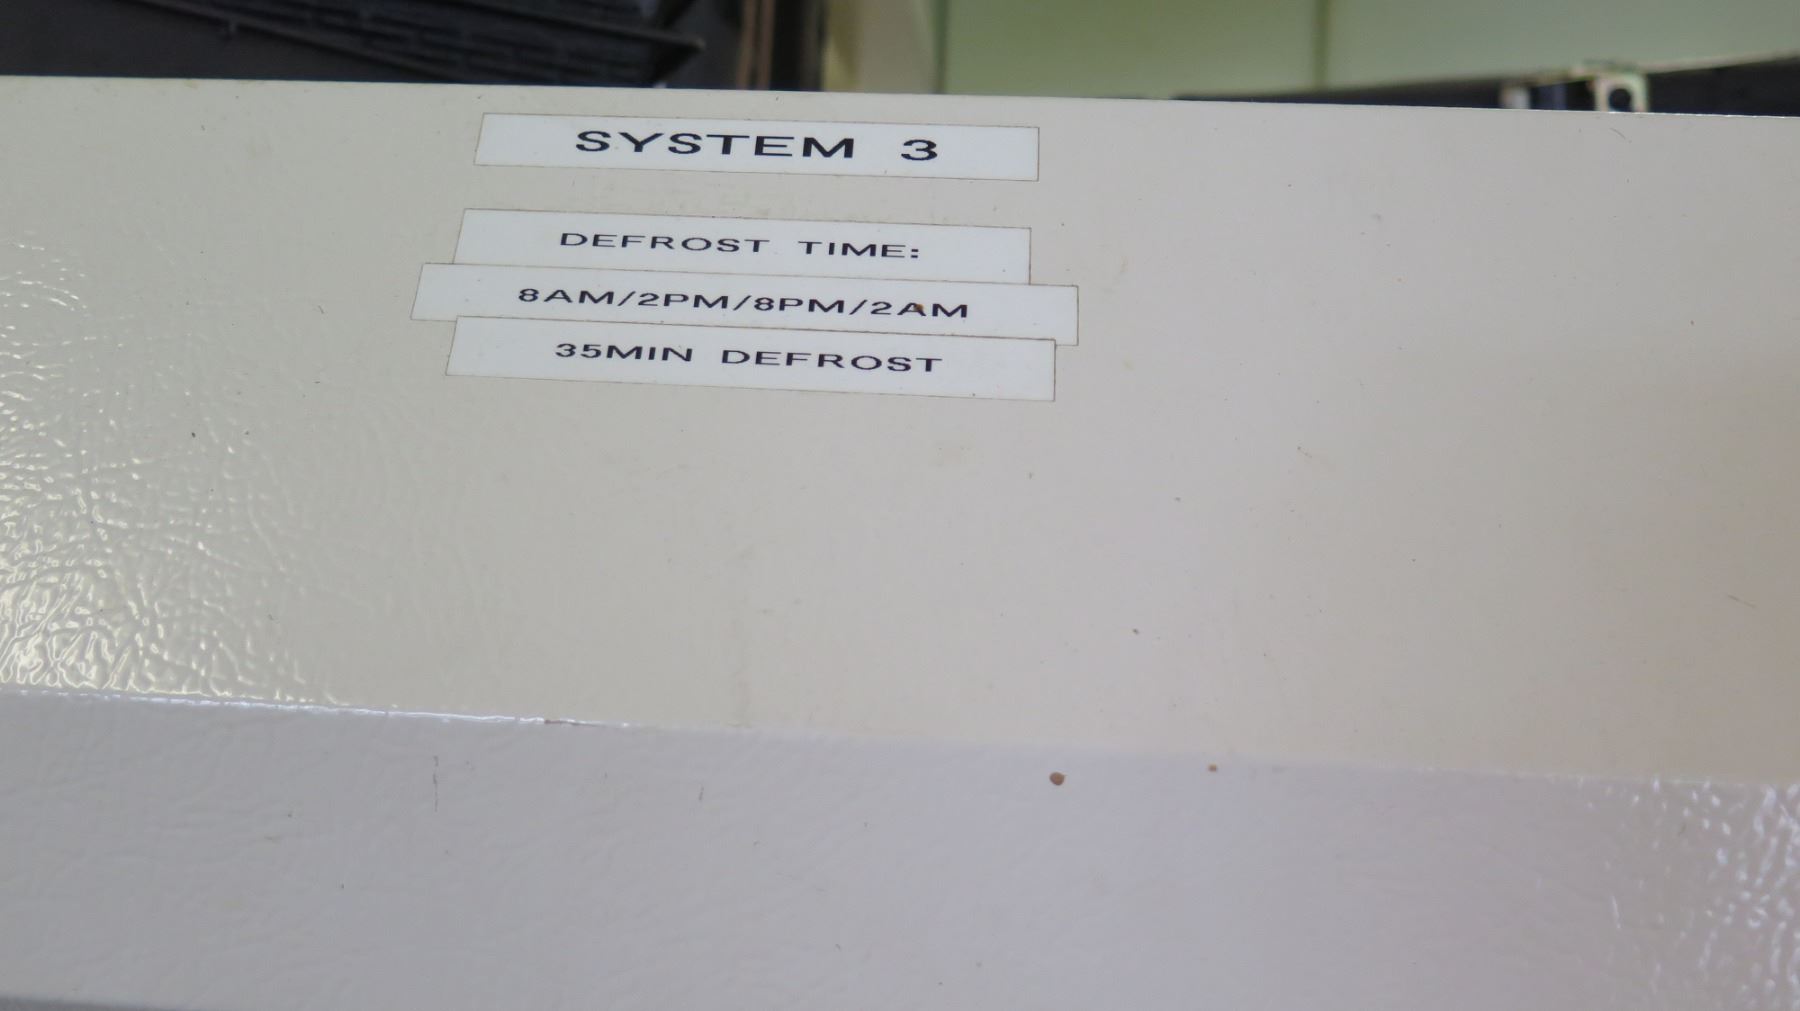 SYSTEM 3
DEFROST TIME:
8AM/2PM/8PM/2AM
35MIN DEFROST